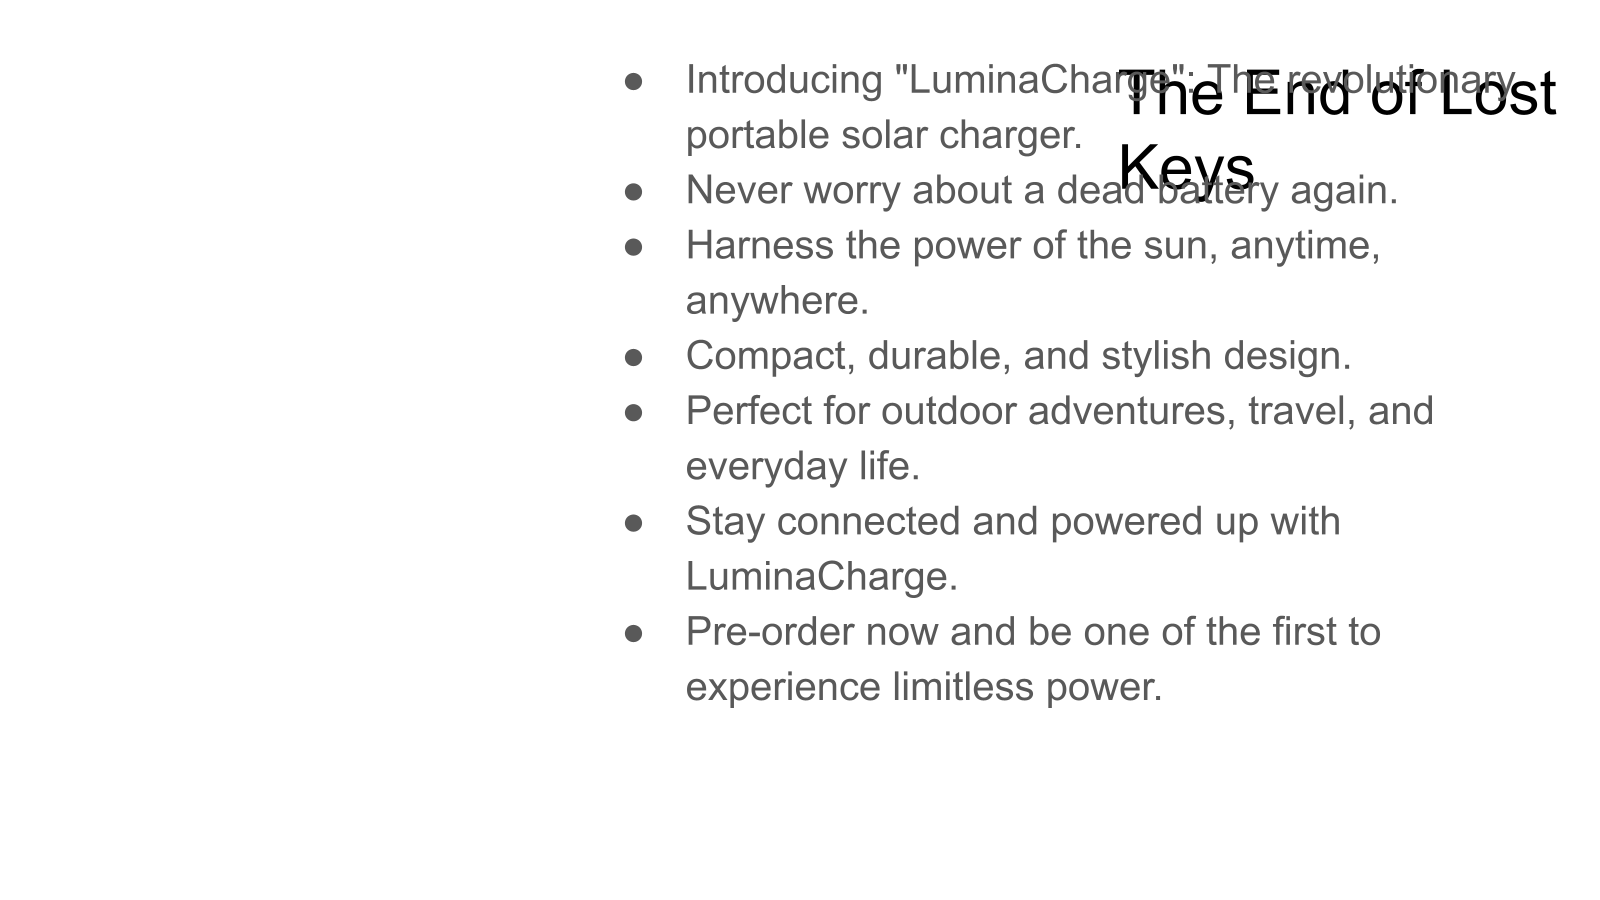 The End of Lost
Keys
● Introducing "LuminaCharge": The revolutionary
portable solar charger.
● Never worry about a dead battery again.
● Harness the power of the sun, anytime,
anywhere.
● Compact, durable, and stylish design.
● Perfect for outdoor adventures, travel, and
everyday life.
● Stay connected and powered up with
LuminaCharge.
● Pre-order now and be one of the first to
experience limitless power.